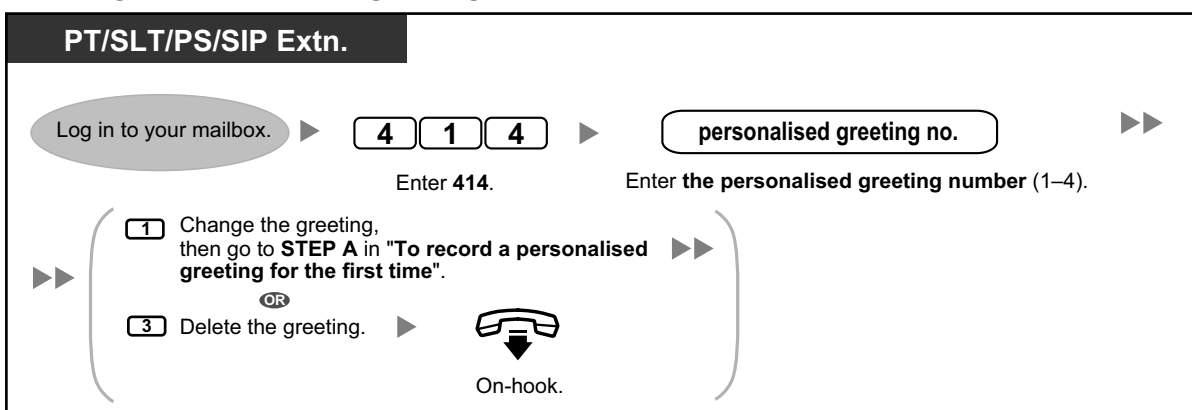 PT/SLT/PS/SIP Extn.
Log in to your mailbox.
4 1 4
personalised greeting no.
Enter 414.
Enter the personalised greeting number (1–4).
1 Change the greeting,
then go to STEP A in "To record a personalised
greeting for the first time".
OR
3 Delete the greeting.
On-hook.